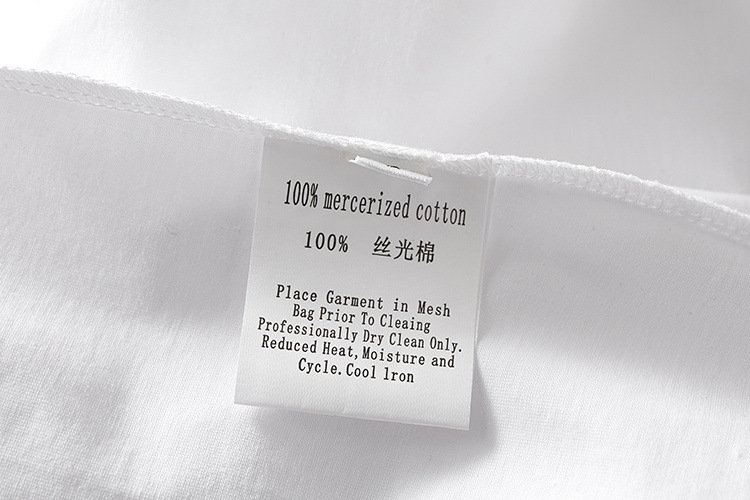 100% mercerized cotton
100% 丝光棉
Place Garment in Mesh
Bag Prior To Cleaing
Professionally Dry Clean Only.
Reduced Heat, Moisture and
Cycle.Cool lron